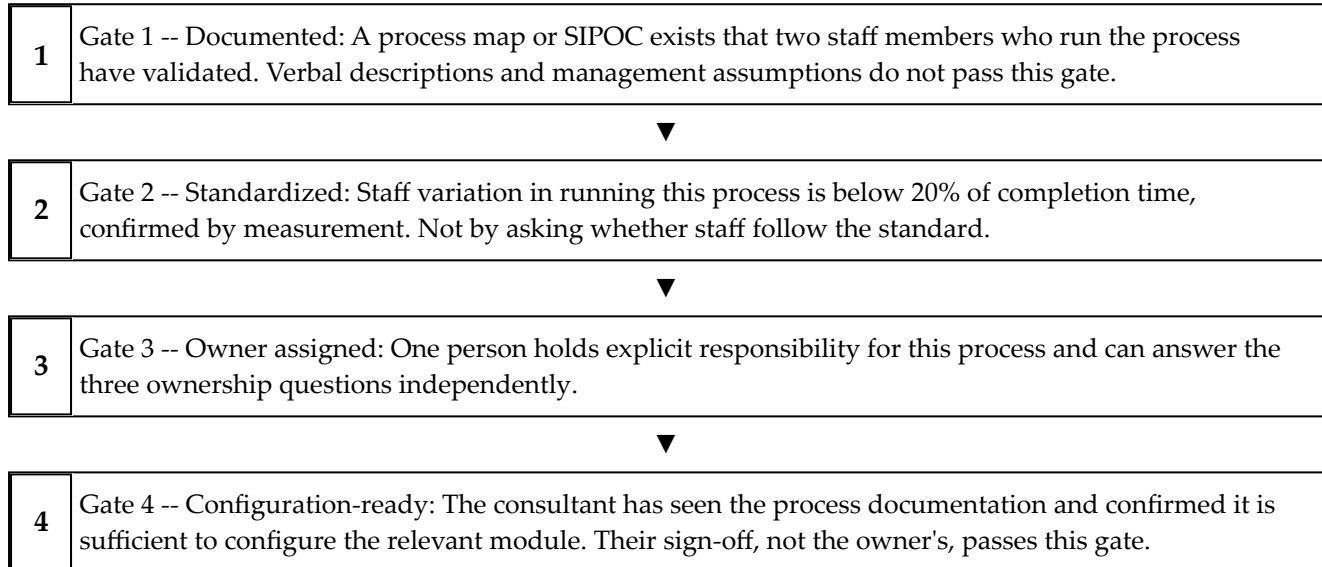 1
Gate 1 -- Documented: A process map or SIPOC exists that two staff members who run the process
have validated. Verbal descriptions and management assumptions do not pass this gate.
▼
2
Gate 2 -- Standardized: Staff variation in running this process is below 20% of completion time,
confirmed by measurement. Not by asking whether staff follow the standard.
▼
3
Gate 3 -- Owner assigned: One person holds explicit responsibility for this process and can answer the
three ownership questions independently.
▼
4
Gate 4 -- Configuration-ready: The consultant has seen the process documentation and confirmed it is
sufficient to configure the relevant module. Their sign-off, not the owner's, passes this gate.